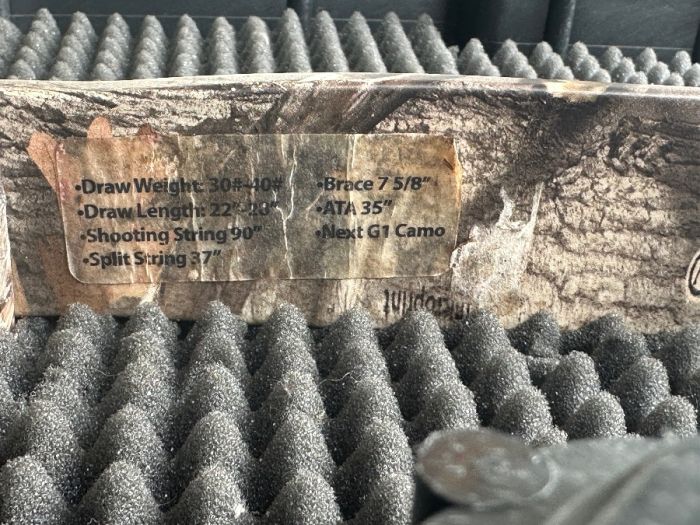 •Draw Weight: 30#-40#
•Draw Length: 22"-28"
•Shooting String 90"
•Split String 37"
•Brace 7 5/8"
•ATA 35"
•Next G1 Camo